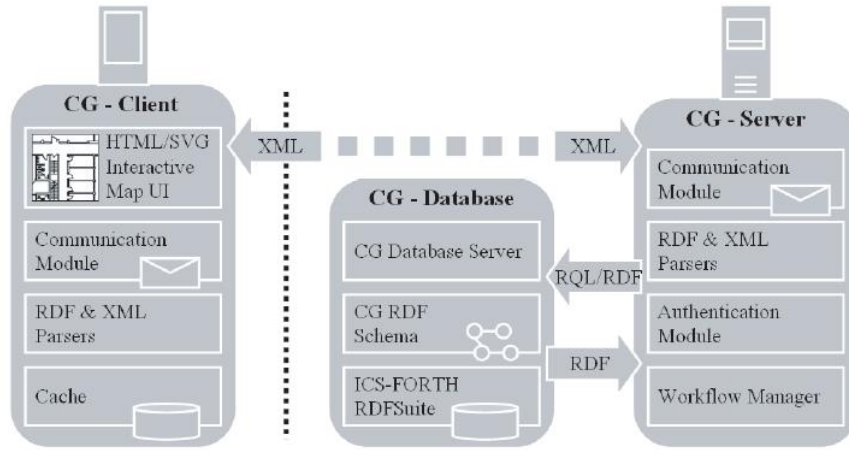 CG - Client
HTML/SVG
Interactive
Map UI
Communication
Module
RDF & XML
Parsers
Cache
XML
XML
CG - Database
CG Database Server
CG RDF
Schema
ICS-FORTH
RDFSuite
RQL/RDF
RDF
CG - Server
Communication
Module
RDF & XML
Parsers
Authentication
Module
Workflow Manager